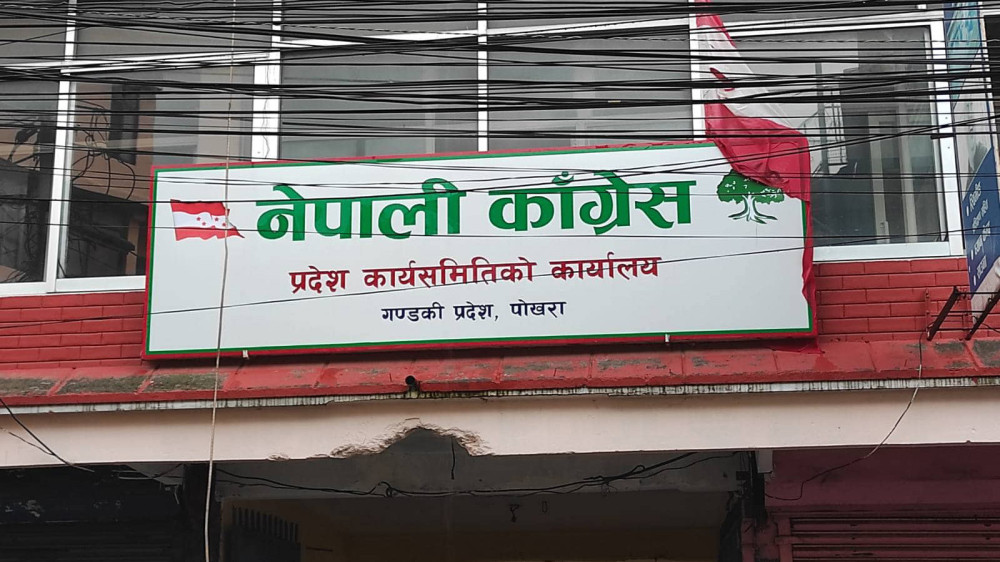 नेपाली काँग्रेस
प्रदेश कार्यसमितिको कार्यालय
गण्डकी प्रदेश, पोखरा